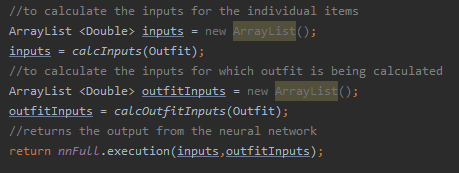 //to calculate the inputs for the individual items
ArrayList <Double> inputs = new ArrayList();
inputs = calcInputs(Outfit);
//to calculate the inputs for which outfit is being calculated
ArrayList <Double> outfitInputs = new ArrayList();
outfitInputs = calcOutfitInputs(Outfit);
//returns the output from the neural network
return nnFull.execution(inputs,outfitInputs);